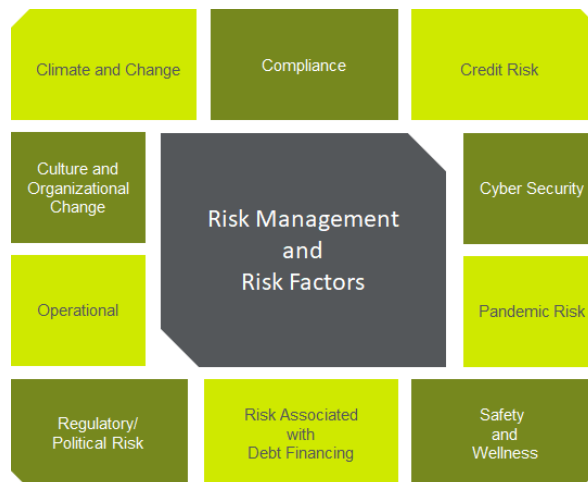 Climate and Change
Compliance
Credit Risk
Culture and
Organizational
Change
Risk Management
and
Risk Factors
Cyber Security
Operational
Pandemic Risk
Regulatory/
Political Risk
Risk Associated
with
Debt Financing
Safety
and
Wellness